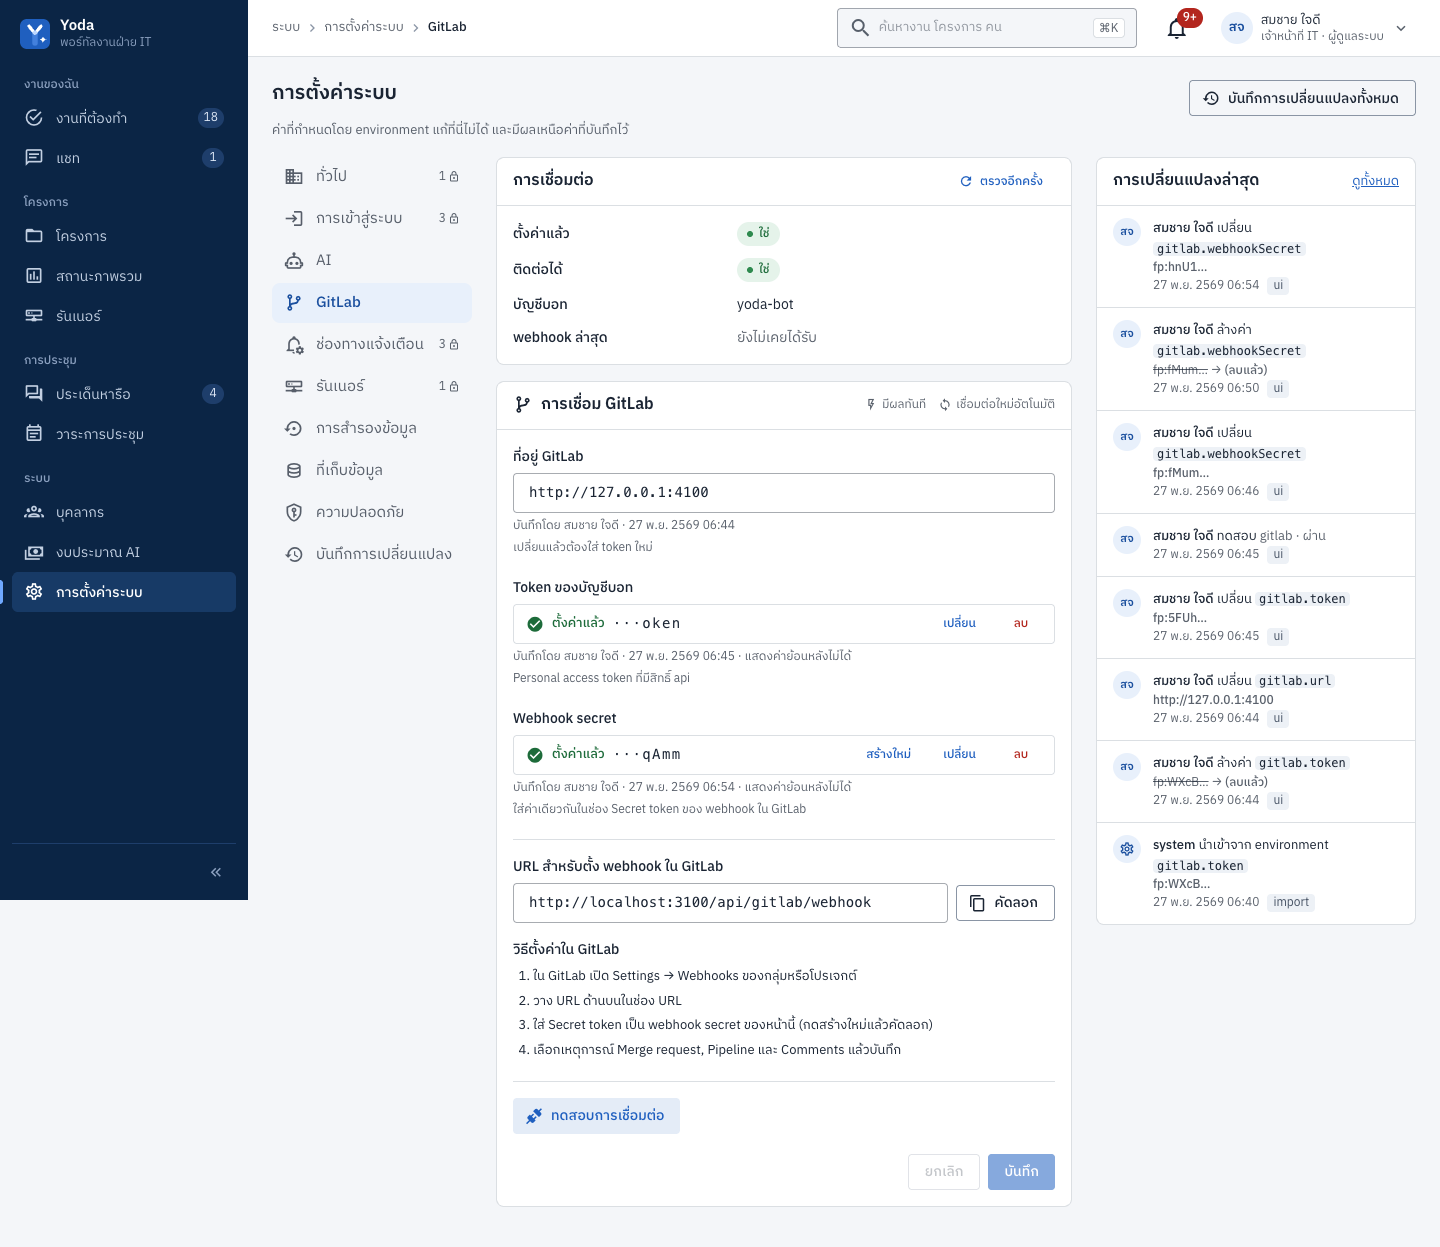 Yoda
พอร์ทัลงานฝ่าย IT
งานของฉัน
งานที่ต้องทำ 18
แชท 1
โครงการ
โครงการ
สถานะภาพรวม
รันเนอร์
การประชุม
ประเด็นหารือ 4
วาระการประชุม
ระบบ
บุคลากร
งบประมาณ AI
การตั้งค่าระบบ
ระบบ › การตั้งค่าระบบ › GitLab
ค้นหางาน โครงการ คน ⌘K
9+
สจ
สมชาย ใจดี
เจ้าหน้าที่ IT · ผู้ดูแลระบบ
การตั้งค่าระบบ
ค่าที่กำหนดโดย environment แก้ที่นี่ไม่ได้ และมีผลเหนือค่าที่บันทึกไว้
บันทึกการเปลี่ยนแปลงทั้งหมด
ทั่วไป 1
การเข้าสู่ระบบ 3
AI
GitLab
ช่องทางแจ้งเตือน 3
รันเนอร์ 1
การสำรองข้อมูล
ที่เก็บข้อมูล
ความปลอดภัย
บันทึกการเปลี่ยนแปลง
การเชื่อมต่อ ตรวจอีกครั้ง
ตั้งค่าแล้ว ใช่
ติดต่อได้ ใช่
บัญชีบอท yoda-bot
webhook ล่าสุด ยังไม่เคยได้รับ
การเชื่อม GitLab มีผลทันที เชื่อมต่อใหม่อัตโนมัติ
ที่อยู่ GitLab
http://127.0.0.1:4100
บันทึกโดย สมชาย ใจดี · 27 พ.ย. 2569 06:44
เปลี่ยนแล้วต้องใส่ token ใหม่
Token ของบัญชีบอท
ตั้งค่าแล้ว ···oken เปลี่ยน ลบ
บันทึกโดย สมชาย ใจดี · 27 พ.ย. 2569 06:45 · แสดงค่าย้อนหลังไม่ได้
Personal access token ที่มีสิทธิ์ api
Webhook secret
ตั้งค่าแล้ว ···qAmm สร้างใหม่ เปลี่ยน ลบ
บันทึกโดย สมชาย ใจดี · 27 พ.ย. 2569 06:54 · แสดงค่าย้อนหลังไม่ได้
ใส่ค่าเดียวกันในช่อง Secret token ของ webhook ใน GitLab
URL สำหรับตั้ง webhook ใน GitLab
http://localhost:3100/api/gitlab/webhook คัดลอก
วิธีตั้งค่าใน GitLab
1. ใน GitLab เปิด Settings → Webhooks ของกลุ่มหรือโปรเจกต์
2. วาง URL ด้านบนในช่อง URL
3. ใส่ Secret token เป็น webhook secret ของหน้านี้ (กดสร้างใหม่แล้วคัดลอก)
4. เลือกเหตุการณ์ Merge request, Pipeline และ Comments แล้วบันทึก
ทดสอบการเชื่อมต่อ
ยกเลิก บันทึก
การเปลี่ยนแปลงล่าสุด ดูทั้งหมด
สจ
สมชาย ใจดี เปลี่ยน
gitlab.webhookSecret
fp:hnU1…
27 พ.ย. 2569 06:54 ui
สจ
สมชาย ใจดี ล้างค่า
gitlab.webhookSecret
fp:fMum… → (ลบแล้ว)
27 พ.ย. 2569 06:50 ui
สจ
สมชาย ใจดี เปลี่ยน
gitlab.webhookSecret
fp:fMum…
27 พ.ย. 2569 06:46 ui
สจ
สมชาย ใจดี ทดสอบ gitlab · ผ่าน
27 พ.ย. 2569 06:45 ui
สจ
สมชาย ใจดี เปลี่ยน gitlab.token
fp:5FUh…
27 พ.ย. 2569 06:45 ui
สจ
สมชาย ใจดี เปลี่ยน gitlab.url
http://127.0.0.1:4100
27 พ.ย. 2569 06:44 ui
สจ
สมชาย ใจดี ล้างค่า gitlab.token
fp:WXcB… → (ลบแล้ว)
27 พ.ย. 2569 06:44 ui
system นำเข้าจาก environment
gitlab.token
fp:WXcB…
27 พ.ย. 2569 06:40 import